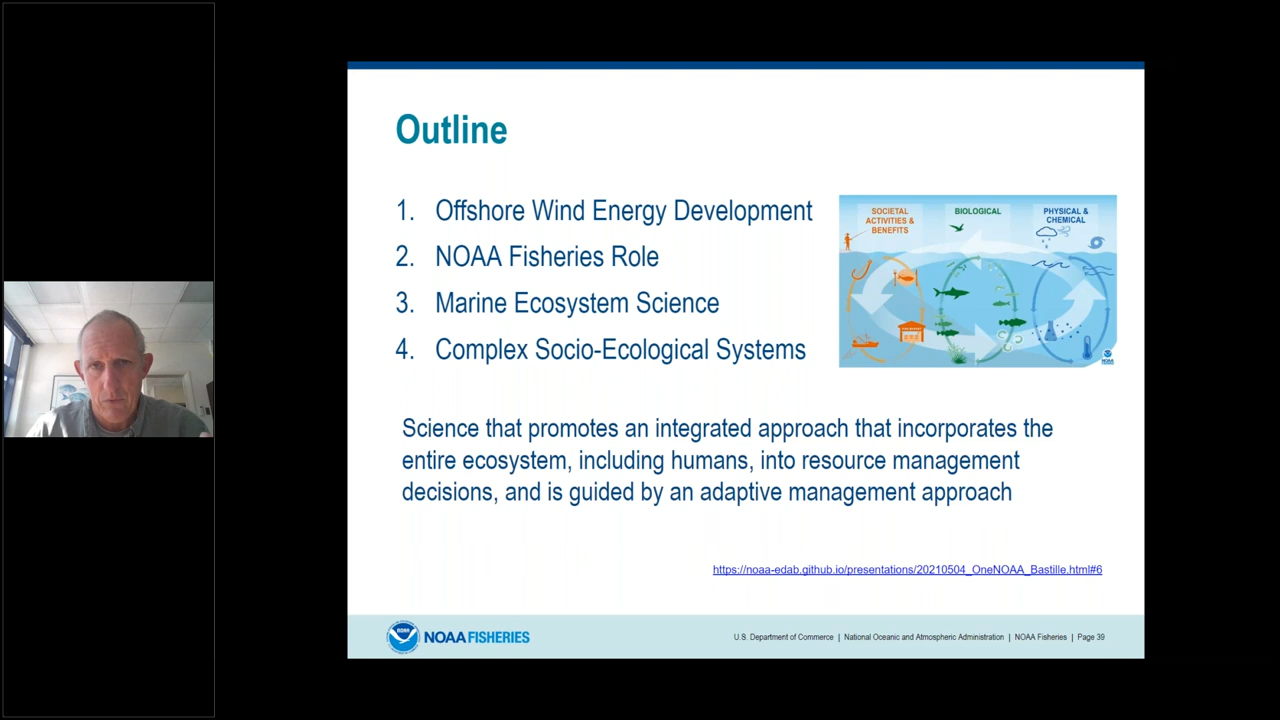 Outline
1. Offshore Wind Energy Development
2. NOAA Fisheries Role
3. Marine Ecosystem Science
4. Complex Socio-Ecological Systems
SOCIETAL
ACTIVITIES &
BENEFITS
BIOLOGICAL
PHYSICAL &
CHEMICAL
Science that promotes an integrated approach that incorporates the
entire ecosystem, including humans, into resource management
decisions, and is guided by an adaptive management approach
https://noaa-edab.github.io/presentations/20210504_OneNOAA_Bastille.html#6
NOAA FISHERIES
U.S. Department of Commerce | National Oceanic and Atmospheric Administration | NOAA Fisheries | Page 39